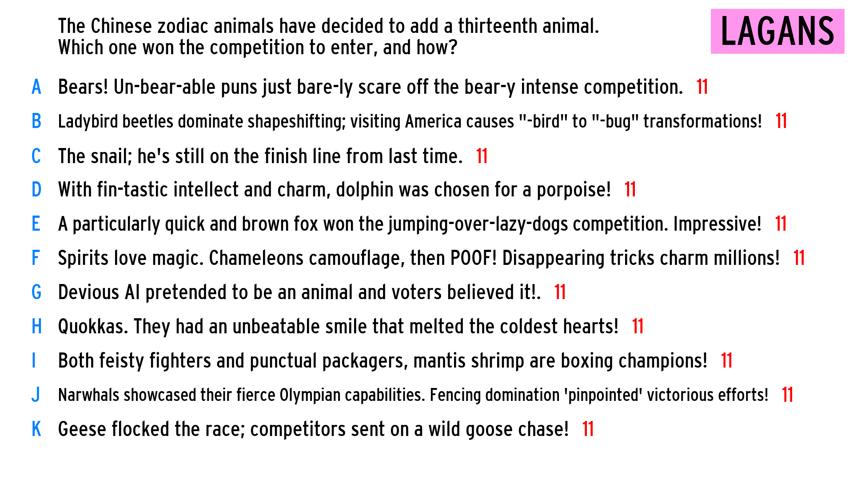 The Chinese zodiac animals have decided to add a thirteenth animal.
Which one won the competition to enter, and how?
LAGANS
A Bears! Un-bear-able puns just bare-ly scare off the bear-y intense competition. 11
B Ladybird beetles dominate shapeshifting; visiting America causes "-bird" to "-bug" transformations! 11
C The snail; he's still on the finish line from last time. 11
D With fin-tastic intellect and charm, dolphin was chosen for a porpoise! 11
E A particularly quick and brown fox won the jumping-over-lazy-dogs competition. Impressive! 11
F Spirits love magic. Chameleons camouflage, then POOF! Disappearing tricks charm millions! 11
G Devious AI pretended to be an animal and voters believed it!. 11
H Quokkas. They had an unbeatable smile that melted the coldest hearts! 11
I Both feisty fighters and punctual packagers, mantis shrimp are boxing champions! 11
J Narwhals showcased their fierce Olympian capabilities. Fencing domination 'pinpointed' victorious efforts! 11
K Geese flocked the race; competitors sent on a wild goose chase! 11